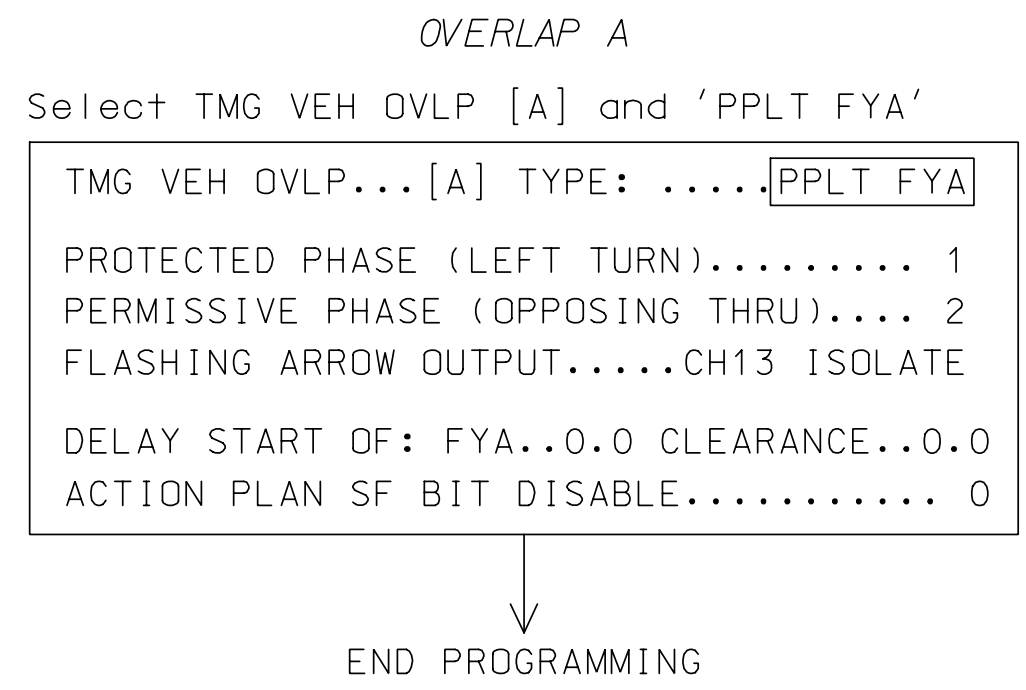 OVERLAP A
Select TMG VEH OVLP [A] and 'PPLT FYA'
TMG VEH OVLP...[A] TYPE: .....PPLT FYA
PROTECTED PHASE (LEFT TURN)......... 1
PERMISSIVE PHASE (OPPOSING THRU).... 2
FLASHING ARROW OUTPUT.....CH13 ISOLATE
DELAY START OF: FYA..0.0 CLEARANCE..0.0
ACTION PLAN SF BIT DISABLE........... 0
END PROGRAMMING